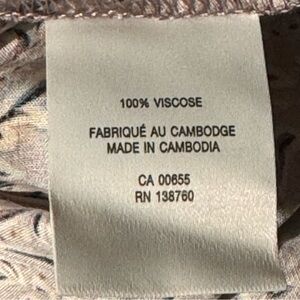 100% VISCOSE
FABRIQUÉ AU CAMBODGE
MADE IN CAMBODIA
CA 00655
RN 138760